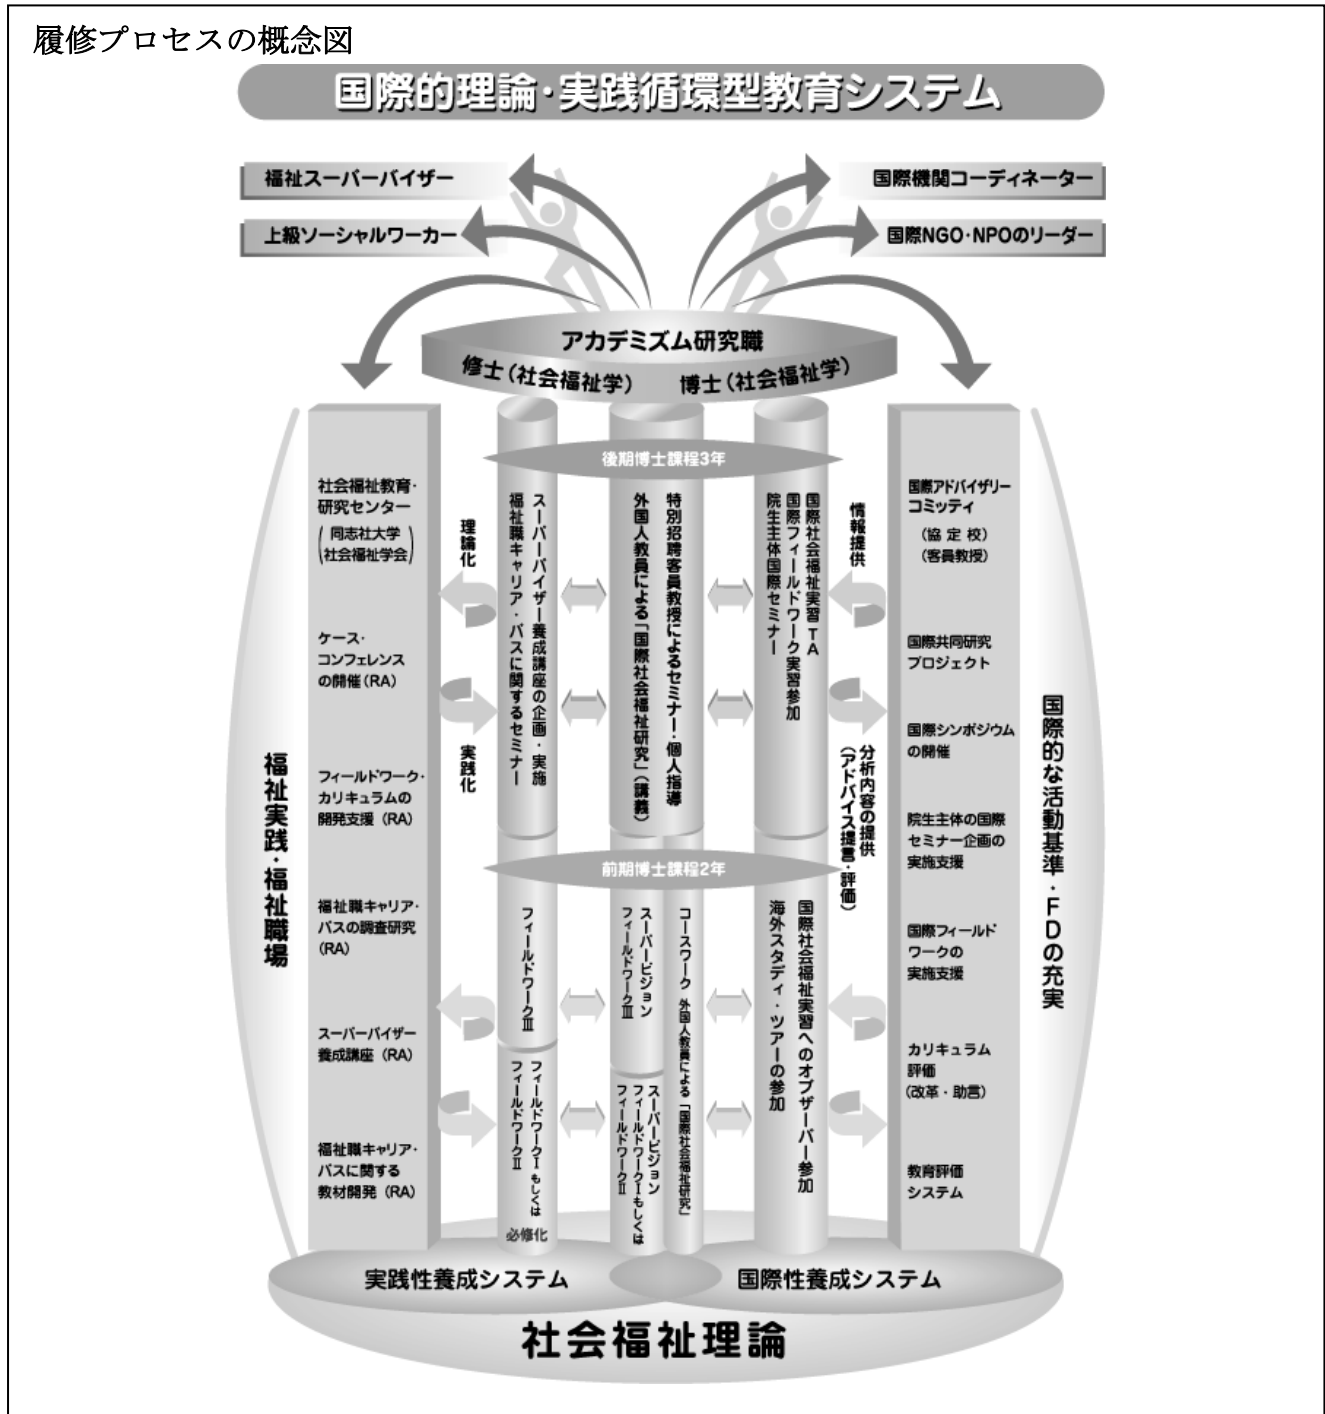 履修プロセスの概念図
国際的理論・実践循環型教育システム
福祉スーパーバイザー
国際機関コーディネーター
上級ソーシャルワーカー
国際NGO・NPOのリーダー
アカデミズム研究職
修士(社会福祉学)
博士(社会福祉学)
後期博士課程3年
福祉実践・福祉職場
社会福祉教育・
研究センター
(同志社大学
社会福祉学会)
ケース・
コンフェレンス
の開催(RA)
フィールドワーク・
カリキュラムの
開発支援(RA)
福祉職キャリア・
パスの調査研究
(RA)
スーパーバイザー
養成講座(RA)
福祉職キャリア・
パスに関する
教材開発(RA)
理論化
実践化
スーパーバイザー養成講座の企画・実施
福祉職キャリア・パスに関するセミナー
特別招聘客員教授によるセミナー・個人指導
外国人教員による「国際社会福祉研究」(講義)
国際社会福祉実習TA
国際フィールドワーク実習参加
院生主体国際セミナー
情報提供
分析内容の提供
(アドバイス提言・評価)
前期博士課程2年
フィールドワークⅢ
フィールドワークⅠもしくは
フィールドワークⅡ
必修化
スーパービジョン
フィールドワークⅢ
スーパービジョン
フィールドワークⅠもしくは
フィールドワークⅡ
コースワーク 外国人教員による「国際社会福祉研究」
国際社会福祉実習へのオブザーバー参加
海外スタディ・ツアーの参加
国際アドバイザリー
コミッティ
(協定校)
(客員教授)
国際共同研究
プロジェクト
国際シンポジウム
の開催
院生主体の国際
セミナー企画の
実施支援
国際フィールド
ワークの
実施支援
カリキュラム
評価
(改革・助言)
教育評価
システム
国際的な活動基準・FDの充実
実践性養成システム
国際性養成システム
社会福祉理論